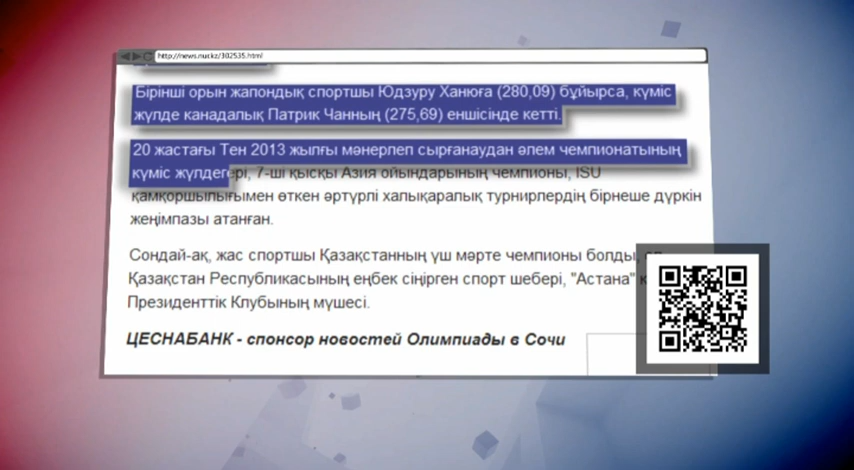 http://news.nur.kz/302535.html
Бірінші орын жапондық спортшы Юдзуру Ханюға (280,09) бұйырса, күміс
жүлде канадалық Патрик Чанның (275,69) еншісінде кетті.
20 жастағы Тен 2013 жылғы мәнерлеп сырғанаудан әлем чемпионатының
күміс жүлдегері, 7-ші қысқы Азия ойындарының чемпионы, ISU
қамқоршылығымен өткен әртүрлі халықаралық турнирлердің бірнеше дүркін
жеңімпазы атанған.
Сондай-ақ, жас спортшы Қазақстанның үш мәрте чемпионы болды,
Қазақстан Республикасының еңбек сіңірген спорт шебері, "Астана"
Президенттік Клубының мүшесі.
ЦЕСНАБАНК - спонсор новостей Олимпиады в Сочи